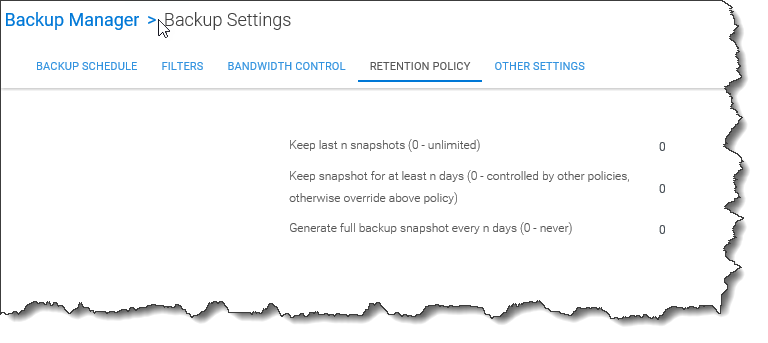 Backup Manager > Backup Settings
BACKUP SCHEDULE FILTERS BANDWIDTH CONTROL RETENTION POLICY OTHER SETTINGS
Keep last n snapshots (0 - unlimited) 0
Keep snapshot for at least n days (0 - controlled by other policies,
otherwise override above policy) 0
Generate full backup snapshot every n days (0 - never) 0